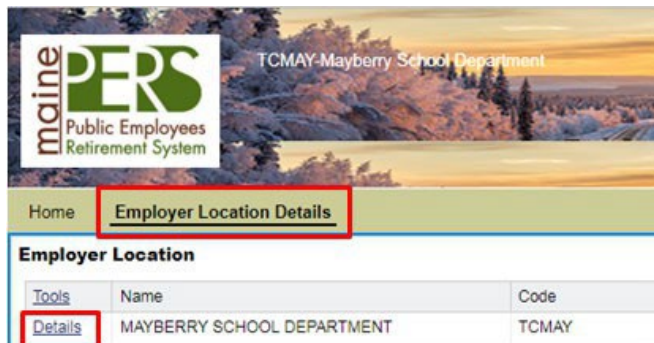 maine
PERS
Public Employees
Retirement System
TCMAY-Mayberry School Department
Home Employer Location Details
Employer Location
Tools Name Code
Details MAYBERRY SCHOOL DEPARTMENT TCMAY